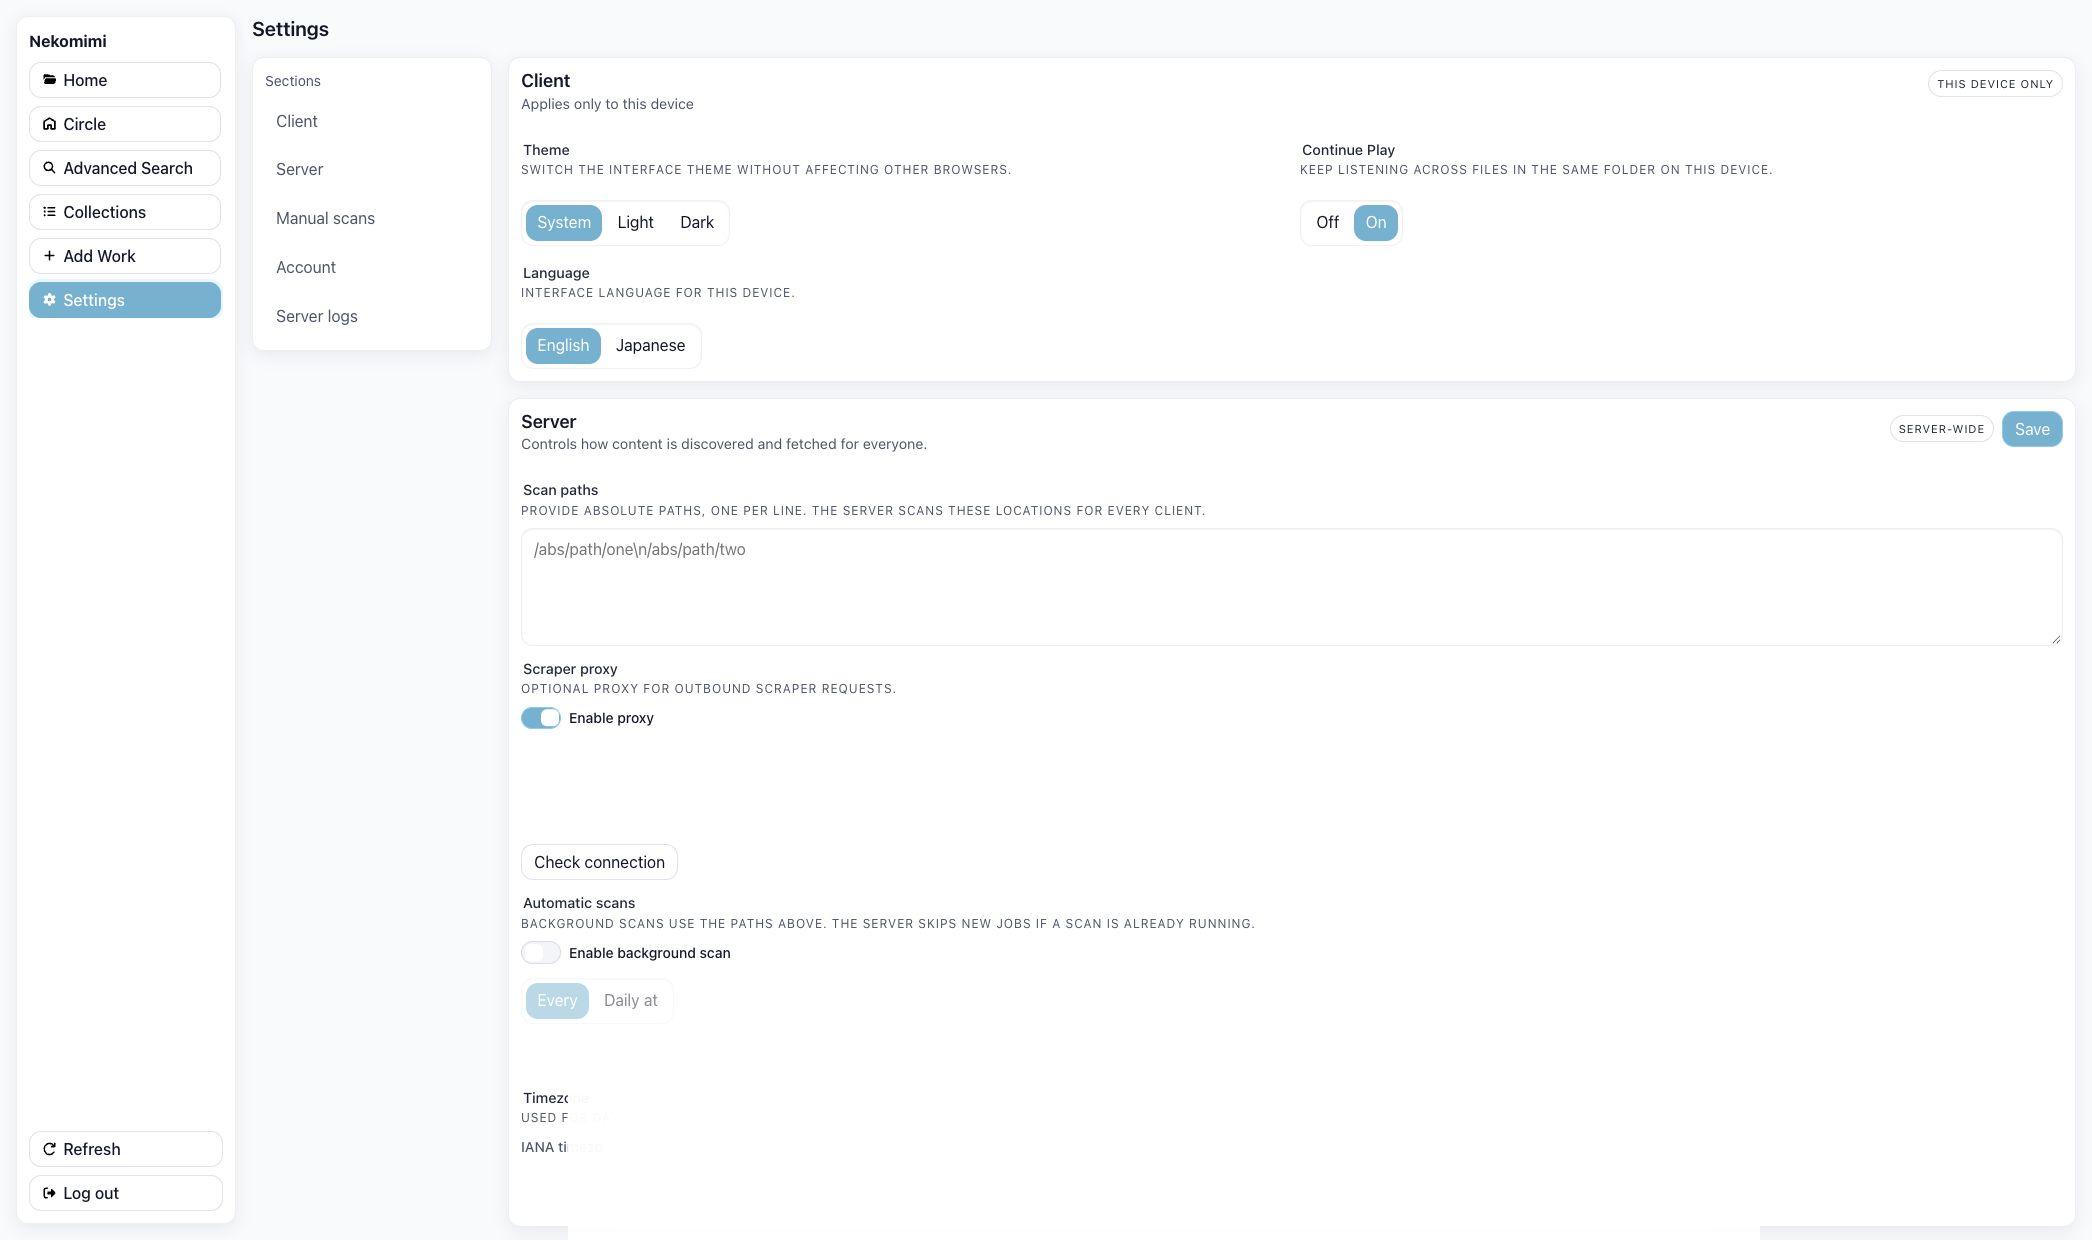 Nekomimi
Home
Circle
Advanced Search
Collections
Add Work
Settings
Refresh
Log out
Settings
Sections
Client
Server
Manual scans
Account
Server logs
Client
Applies only to this device
THIS DEVICE ONLY
Theme
SWITCH THE INTERFACE THEME WITHOUT AFFECTING OTHER BROWSERS.
System Light Dark
Continue Play
KEEP LISTENING ACROSS FILES IN THE SAME FOLDER ON THIS DEVICE.
Off On
Language
INTERFACE LANGUAGE FOR THIS DEVICE.
English Japanese
Server
Controls how content is discovered and fetched for everyone.
SERVER-WIDE Save
Scan paths
PROVIDE ABSOLUTE PATHS, ONE PER LINE. THE SERVER SCANS THESE LOCATIONS FOR EVERY CLIENT.
/abs/path/one\n/abs/path/two
Scraper proxy
OPTIONAL PROXY FOR OUTBOUND SCRAPER REQUESTS.
Enable proxy
Check connection
Automatic scans
BACKGROUND SCANS USE THE PATHS ABOVE. THE SERVER SKIPS NEW JOBS IF A SCAN IS ALREADY RUNNING.
Enable background scan
Every Daily at
Timezone
USED FOR
IANA